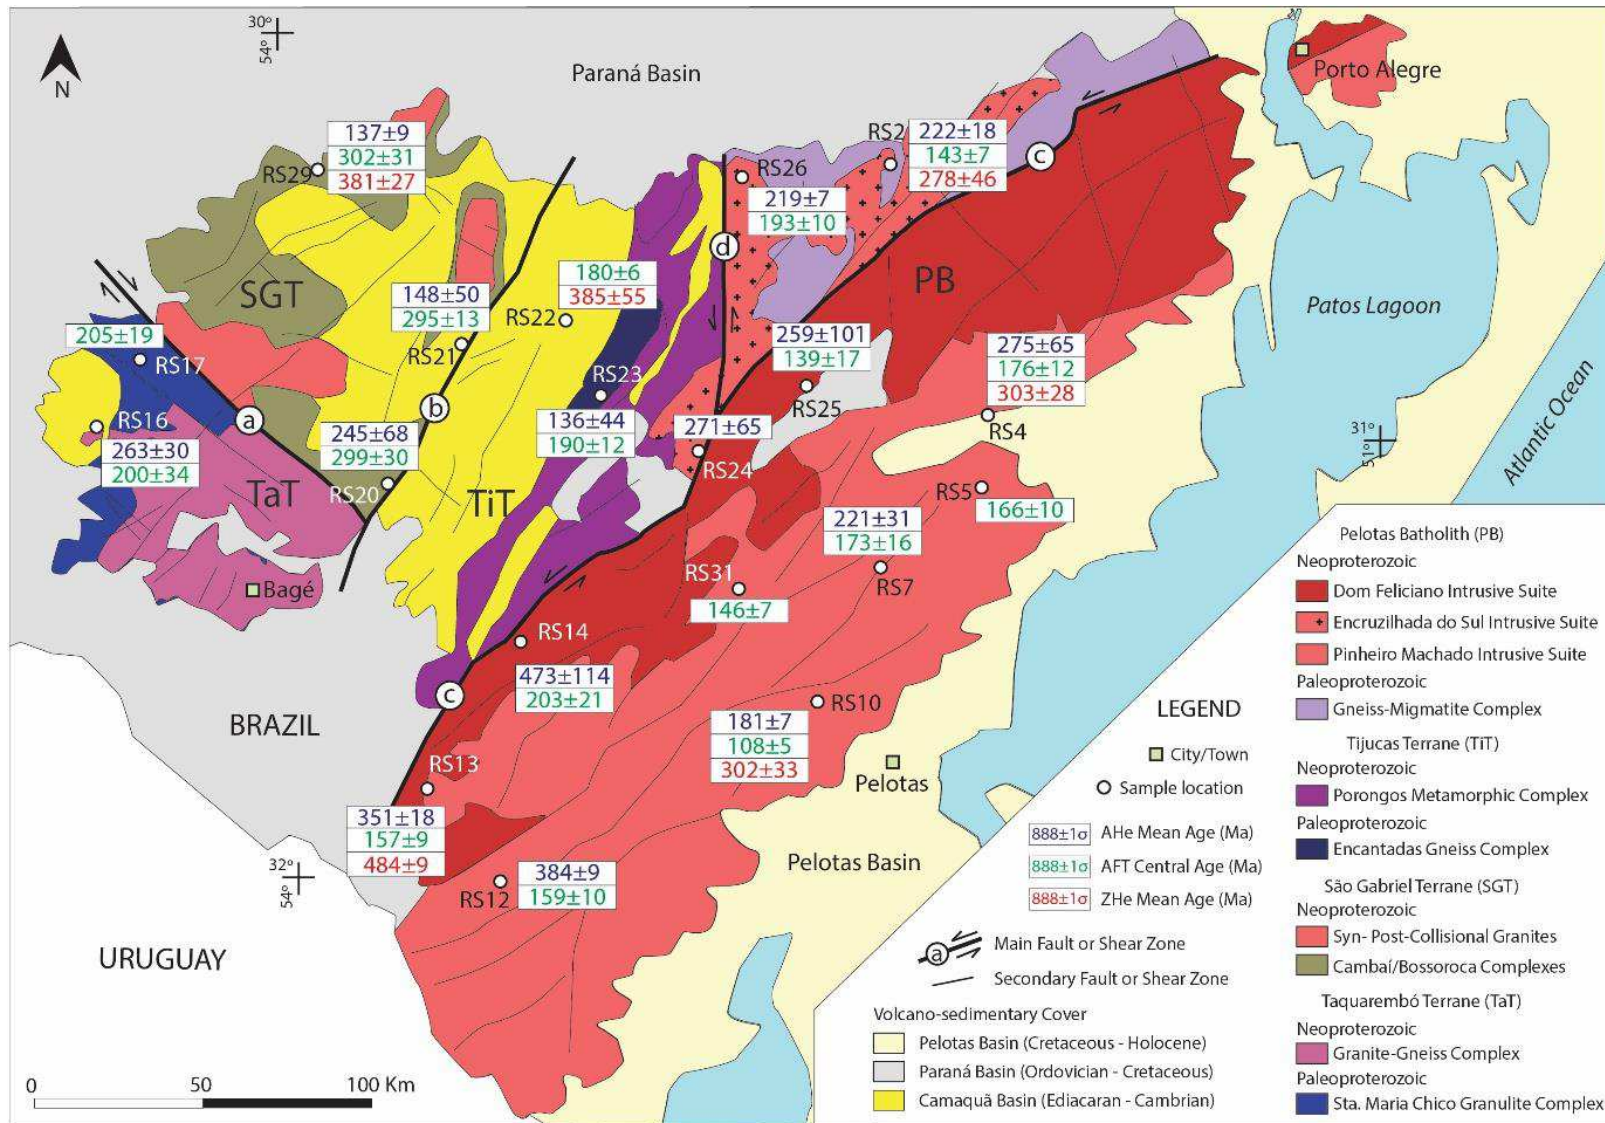 30º
54º
N
Paraná Basin
Porto Alegre
137±9
302±31
381±27
RS29
RS2
222±18
143±7
278±46
c
RS26
219±7
193±10
d
PB
SGT
180±6
385±55
148±50
295±13
RS22
RS21
Patos Lagoon
205±19
RS17
259±101
139±17
RS25
275±65
176±12
303±28
RS4
RS23
136±44
190±12
a
b
RS16
263±30
200±34
245±68
299±30
RS20
271±65
RS24
31º
51º
Atlantic Ocean
TaT
TiT
RS5
166±10
221±31
173±16
RS7
Bagé
RS31
146±7
RS14
473±114
203±21
c
BRAZIL
RS10
181±7
108±5
302±33
Pelotas
RS13
351±18
157±9
484±9
32º
54º
RS12
384±9
159±10
Pelotas Basin
URUGUAY
0
50
100 Km
LEGEND
City/Town
Sample location
888±1σ AHe Mean Age (Ma)
888±1σ AFT Central Age (Ma)
888±1σ ZHe Mean Age (Ma)
a Main Fault or Shear Zone
Secondary Fault or Shear Zone
Volcano-sedimentary Cover
Pelotas Basin (Cretaceous - Holocene)
Paraná Basin (Ordovician - Cretaceous)
Camaquã Basin (Ediacaran - Cambrian)
Pelotas Batholith (PB)
Neoproterozoic
Dom Feliciano Intrusive Suite
Encruzilhada do Sul Intrusive Suite
Pinheiro Machado Intrusive Suite
Paleoproterozoic
Gneiss-Migmatite Complex
Tijucas Terrane (TiT)
Neoproterozoic
Porongos Metamorphic Complex
Paleoproterozoic
Encantadas Gneiss Complex
São Gabriel Terrane (SGT)
Neoproterozoic
Syn- Post-Collisional Granites
Cambaí/Bossoroca Complexes
Taquarembó Terrane (TaT)
Neoproterozoic
Granite-Gneiss Complex
Paleoproterozoic
Sta. Maria Chico Granulite Complex